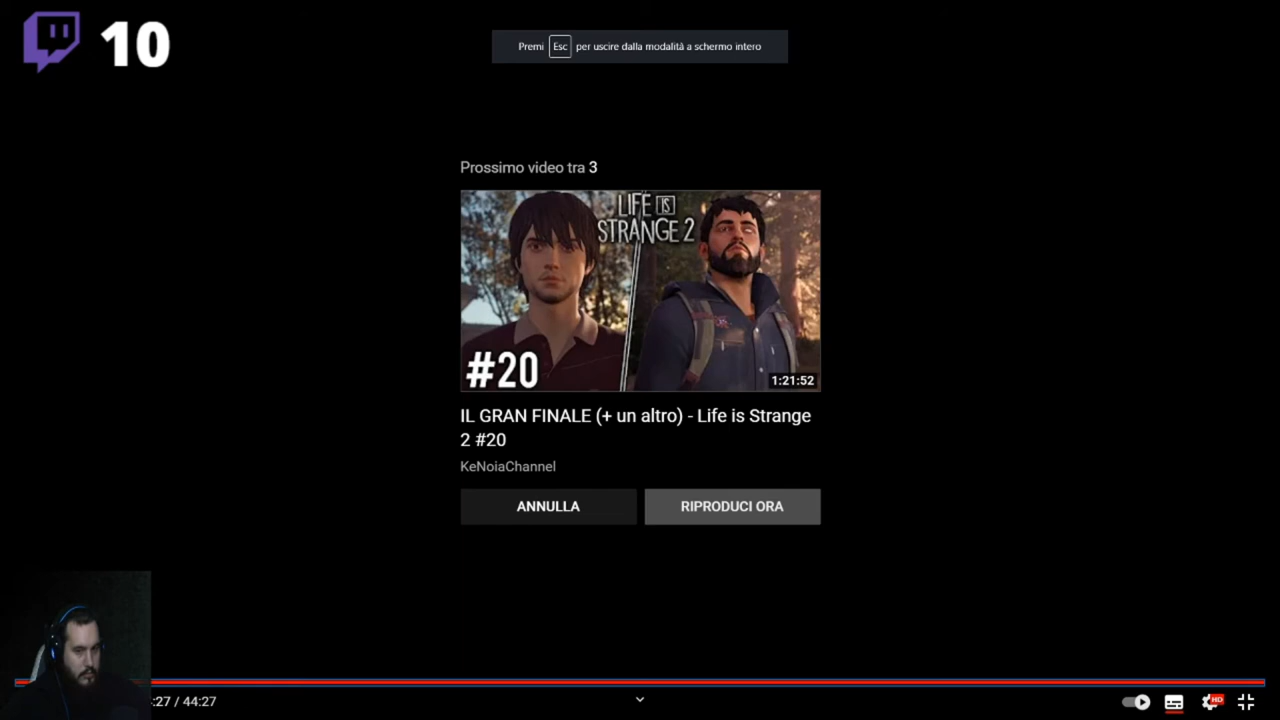 10
Premi Esc per uscire dalla modalità a schermo intero
Prossimo video tra 3
LIFE IS
STRANGE 2
#20
1:21:52
IL GRAN FINALE (+ un altro) - Life is Strange
2 #20
KeNoiaChannel
ANNULLA
RIPRODUCI ORA
:27 / 44:27
HD